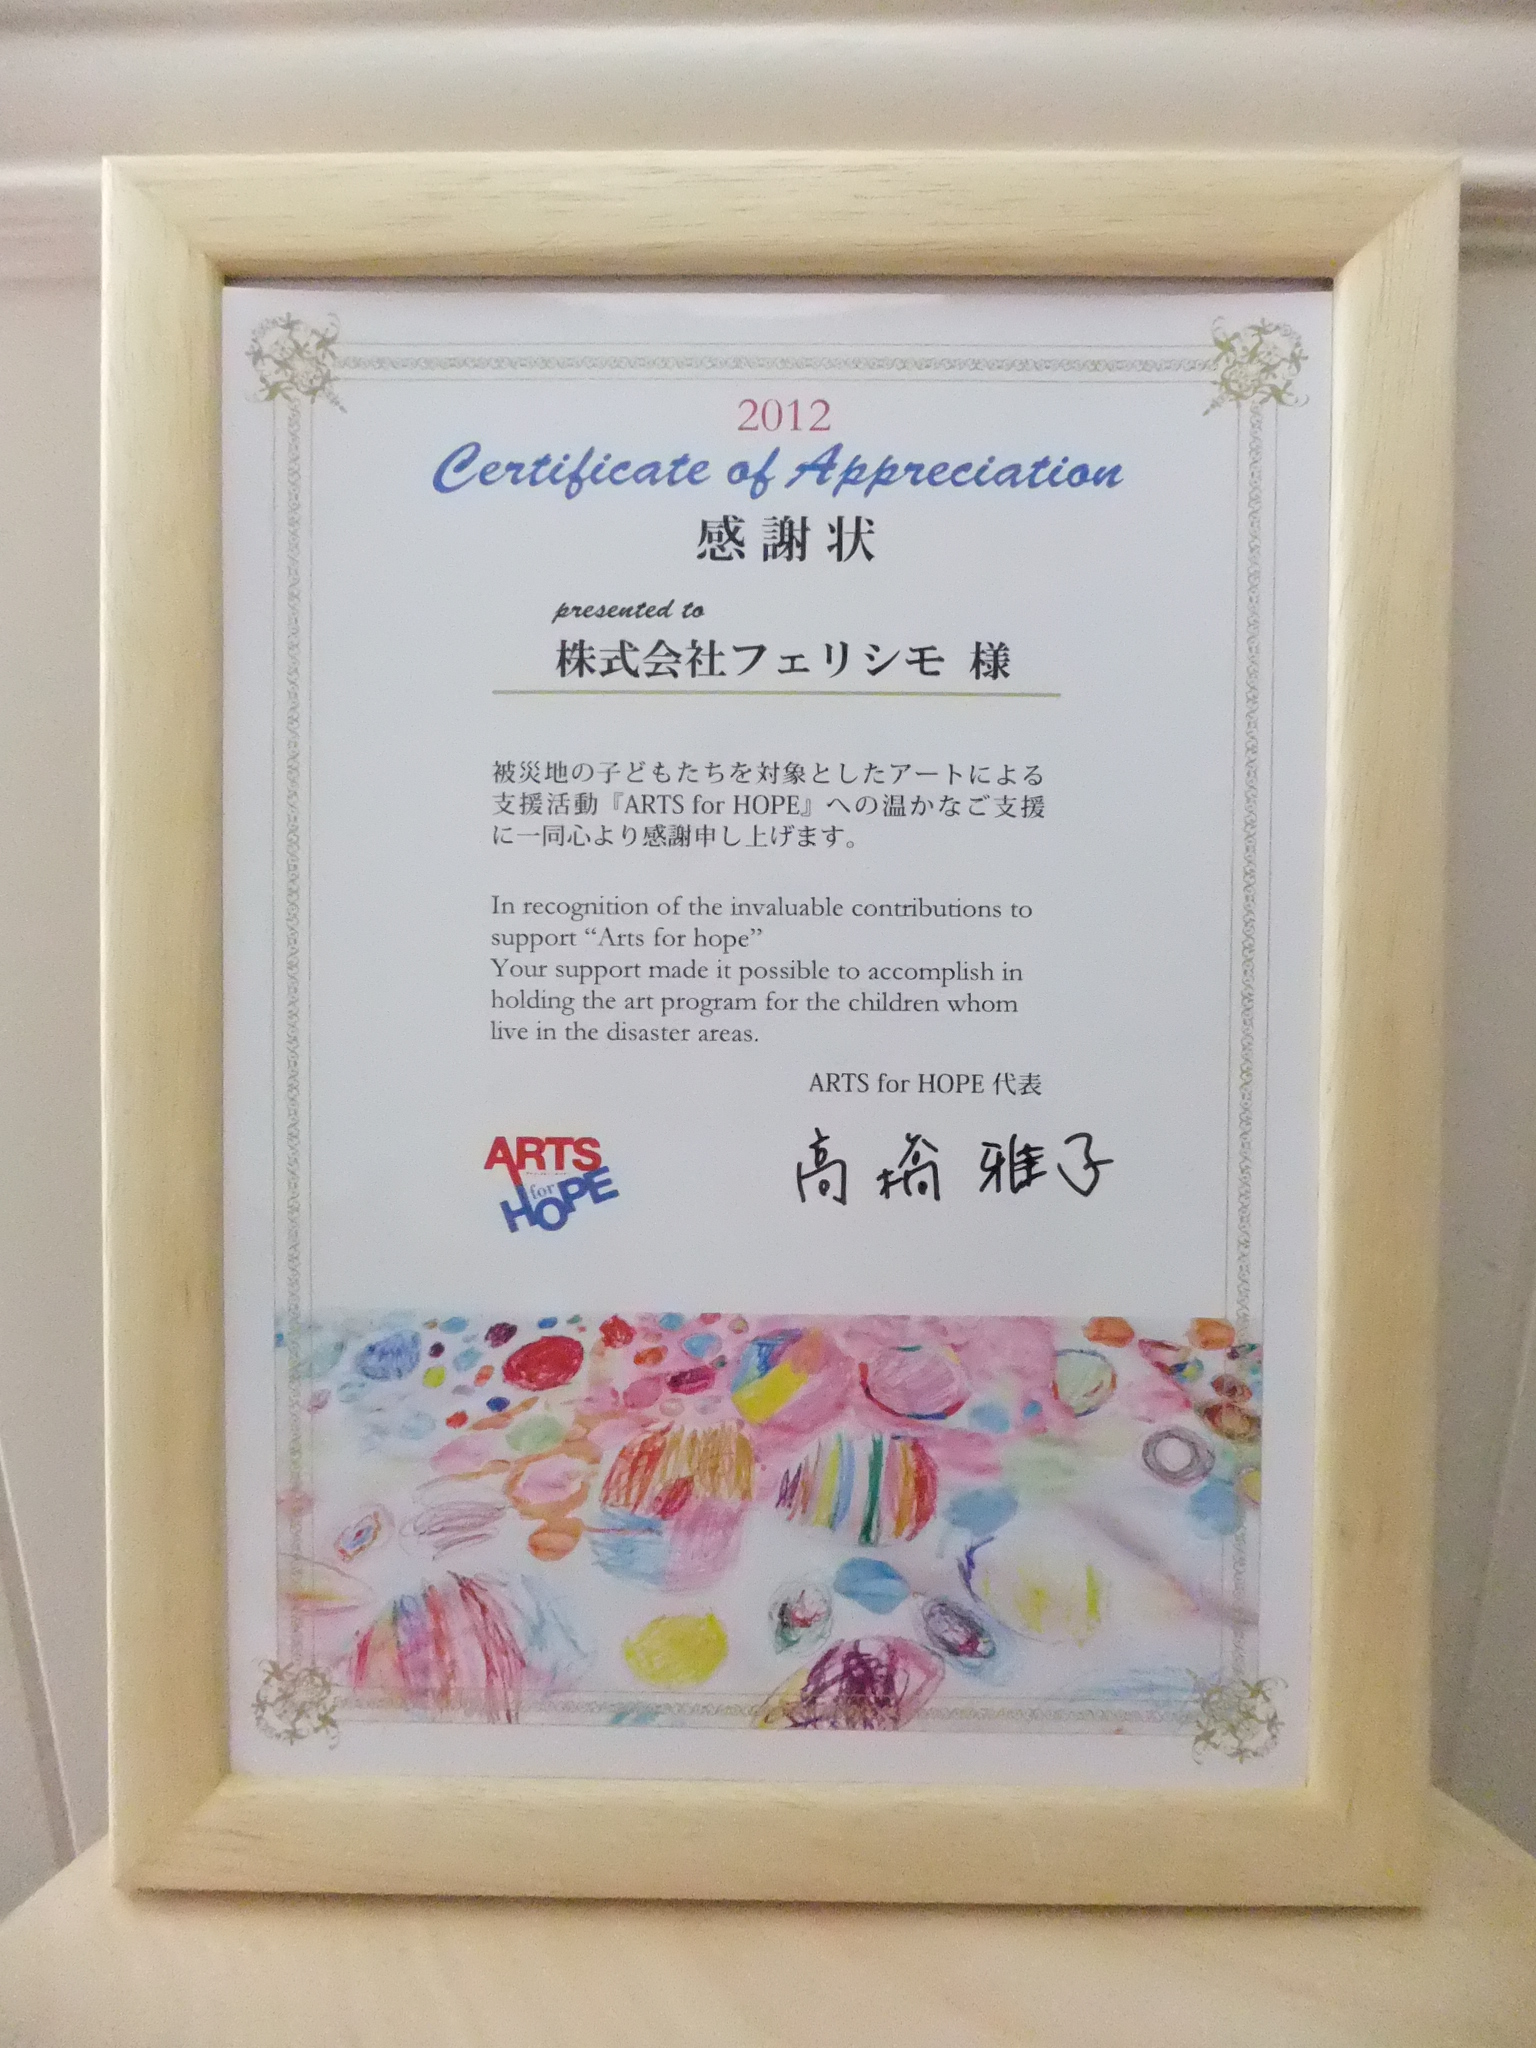 2012
Certificate of Appreciation
感謝状
presented to
株式会社フェリシモ 様
被災地の子どもたちを対象としたアートによる
支援活動『ARTS for HOPE』への温かなご支援
に一同心より感謝申し上げます。
In recognition of the invaluable contributions to
support “Arts for hope”
Your support made it possible to accomplish in
holding the art program for the children whom
live in the disaster areas.
ARTS for HOPE 代表
高橋 雅子
ARTS
for
HOPE